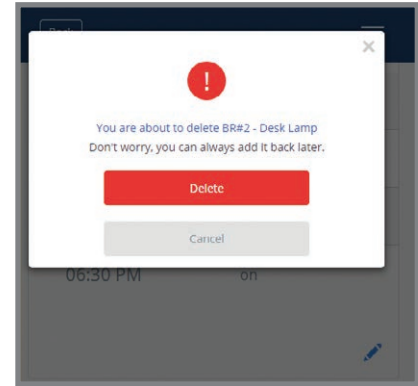 Back
×
!
You are about to delete BR#2 - Desk Lamp
Don't worry, you can always add it back later.
Delete
Cancel
06:30 PM on